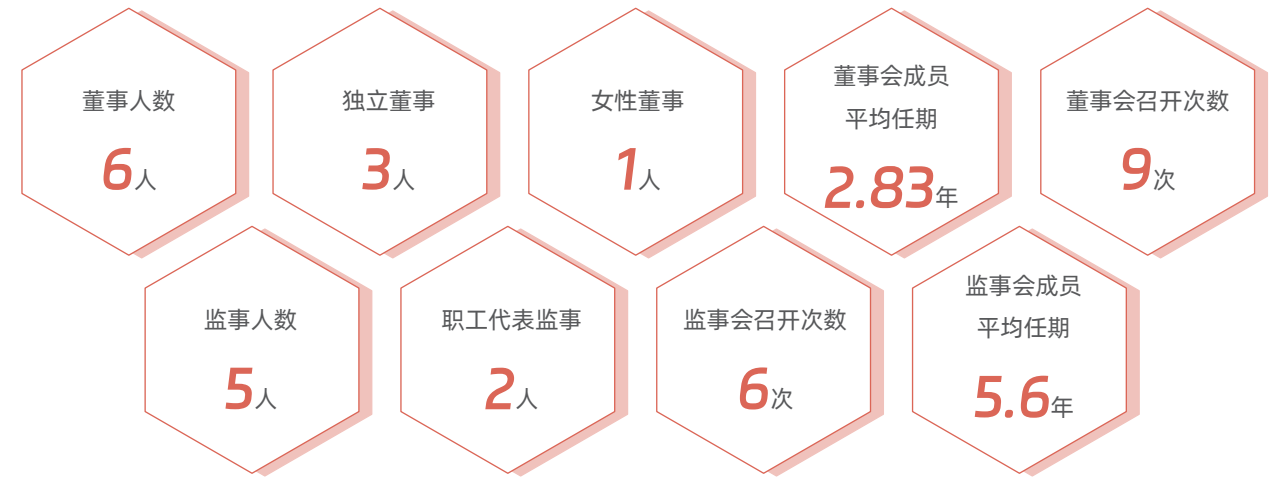 董事人数
6人
独立董事
3人
女性董事
1人
董事会成员
平均任期
2.83年
董事会召开次数
9次
监事人数
5人
职工代表监事
2人
监事会召开次数
6次
监事会成员
平均任期
5.6年